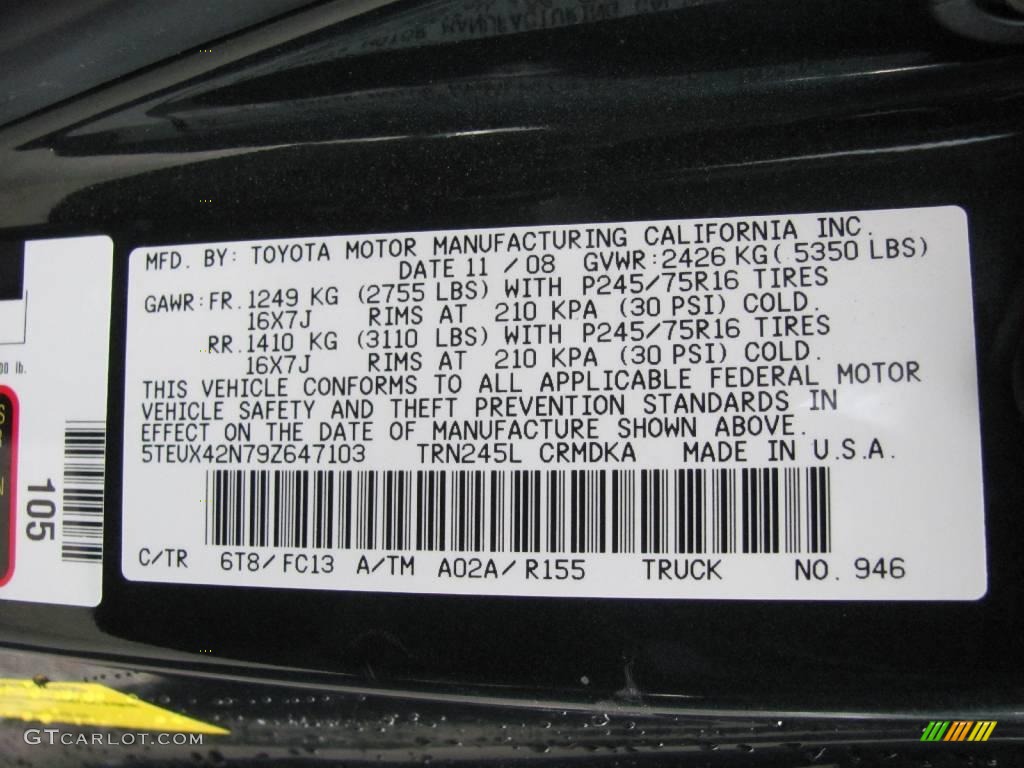 MFD. BY: TOYOTA MOTOR MANUFACTURING CALIFORNIA INC.
DATE 11 / 08 GVWR: 2426 KG ( 5350 LBS)
GAWR: FR. 1249 KG (2755 LBS) WITH P245/75R16 TIRES
16X7J RIMS AT 210 KPA (30 PSI) COLD.
RR. 1410 KG (3110 LBS) WITH P245/75R16 TIRES
16X7J RIMS AT 210 KPA (30 PSI) COLD.
THIS VEHICLE CONFORMS TO ALL APPLICABLE FEDERAL MOTOR
VEHICLE SAFETY AND THEFT PREVENTION STANDARDS IN
EFFECT ON THE DATE OF MANUFACTURE SHOWN ABOVE.
5TEUX42N79Z647103 TRN245L CRMDKA MADE IN U.S.A.
C/TR 6T8/FC13 A/TM A02A/R155 TRUCK NO. 946
lb.
105
GTCARLOT.COM